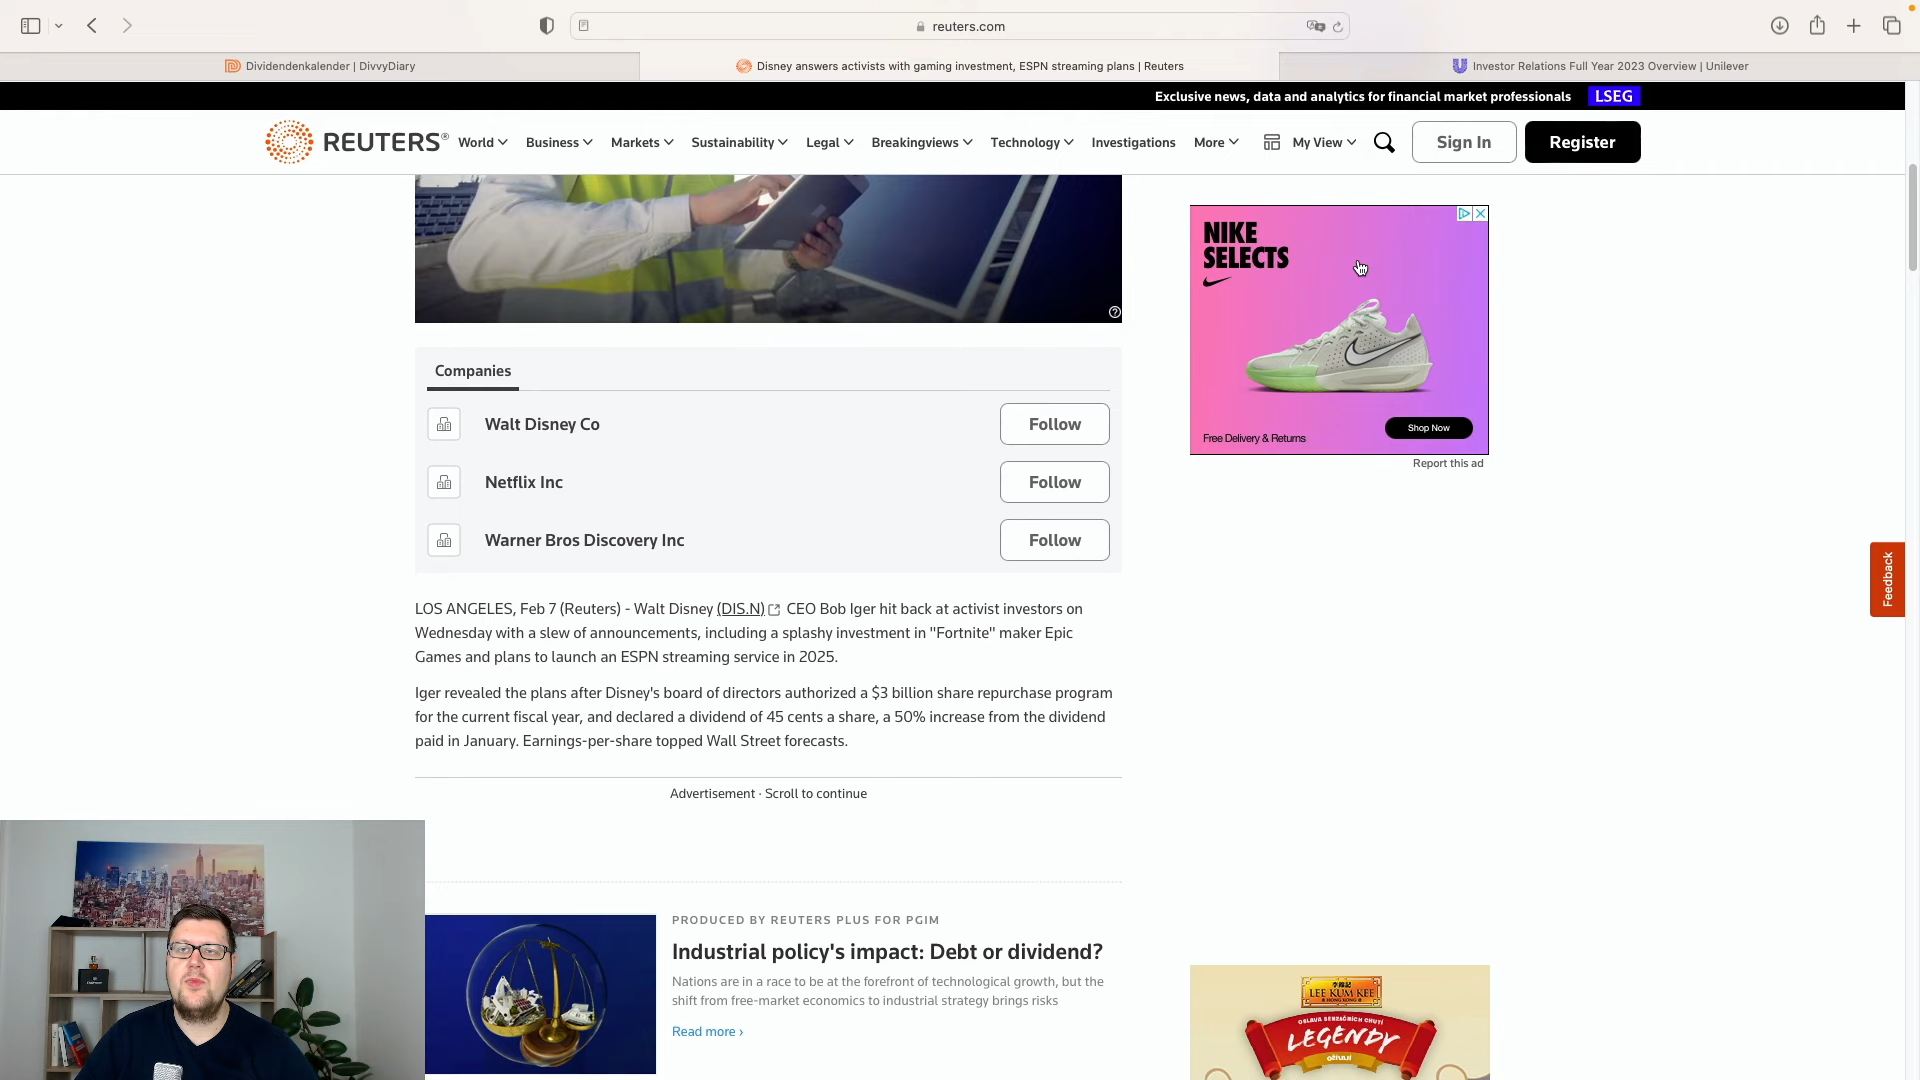 reuters.com
Dividendenkalender | DivvyDiary
Disney answers activists with gaming investment, ESPN streaming plans | Reuters
Investor Relations Full Year 2023 Overview | Unilever
Exclusive news, data and analytics for financial market professionals LSEG
REUTERS®
World
Business
Markets
Sustainability
Legal
Breakingviews
Technology
Investigations
More
My View
Sign In
Register
NIKE
SELECTS
Free Delivery & Returns
Shop Now
Report this ad
Companies
Walt Disney Co
Follow
Netflix Inc
Follow
Warner Bros Discovery Inc
Follow
Feedback
LOS ANGELES, Feb 7 (Reuters) - Walt Disney (DIS.N) CEO Bob Iger hit back at activist investors on
Wednesday with a slew of announcements, including a splashy investment in "Fortnite" maker Epic
Games and plans to launch an ESPN streaming service in 2025.
Iger revealed the plans after Disney's board of directors authorized a $3 billion share repurchase program
for the current fiscal year, and declared a dividend of 45 cents a share, a 50% increase from the dividend
paid in January. Earnings-per-share topped Wall Street forecasts.
Advertisement · Scroll to continue
PRODUCED BY REUTERS PLUS FOR PGIM
Industrial policy's impact: Debt or dividend?
Nations are in a race to be at the forefront of technological growth, but the
shift from free-market economics to industrial strategy brings risks
Read more ›
李錦記
LEE KUM KEE
HONG KONG
OSLAVA SENZAČNÍCH CHUTÍ
LEGENDY
OŽÍVAJÍ